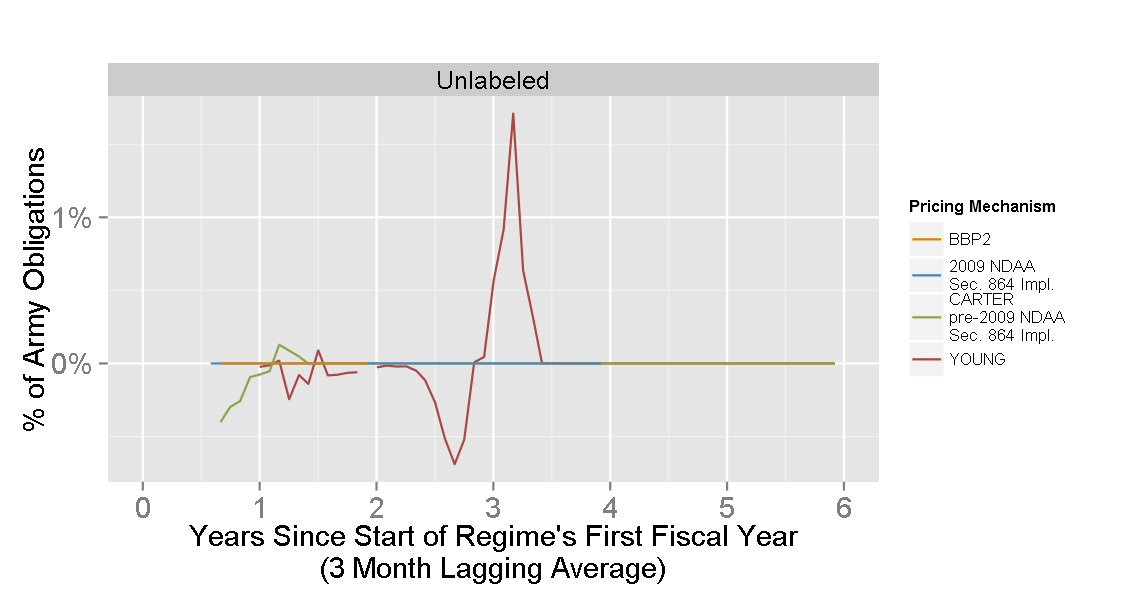 Unlabeled
% of Army Obligations
1%
0%
0 1 2 3 4 5 6
Years Since Start of Regime's First Fiscal Year
(3 Month Lagging Average)
Pricing Mechanism
BBP2
2009 NDAA
Sec. 864 Impl.
CARTER
pre-2009 NDAA
Sec. 864 Impl.
YOUNG